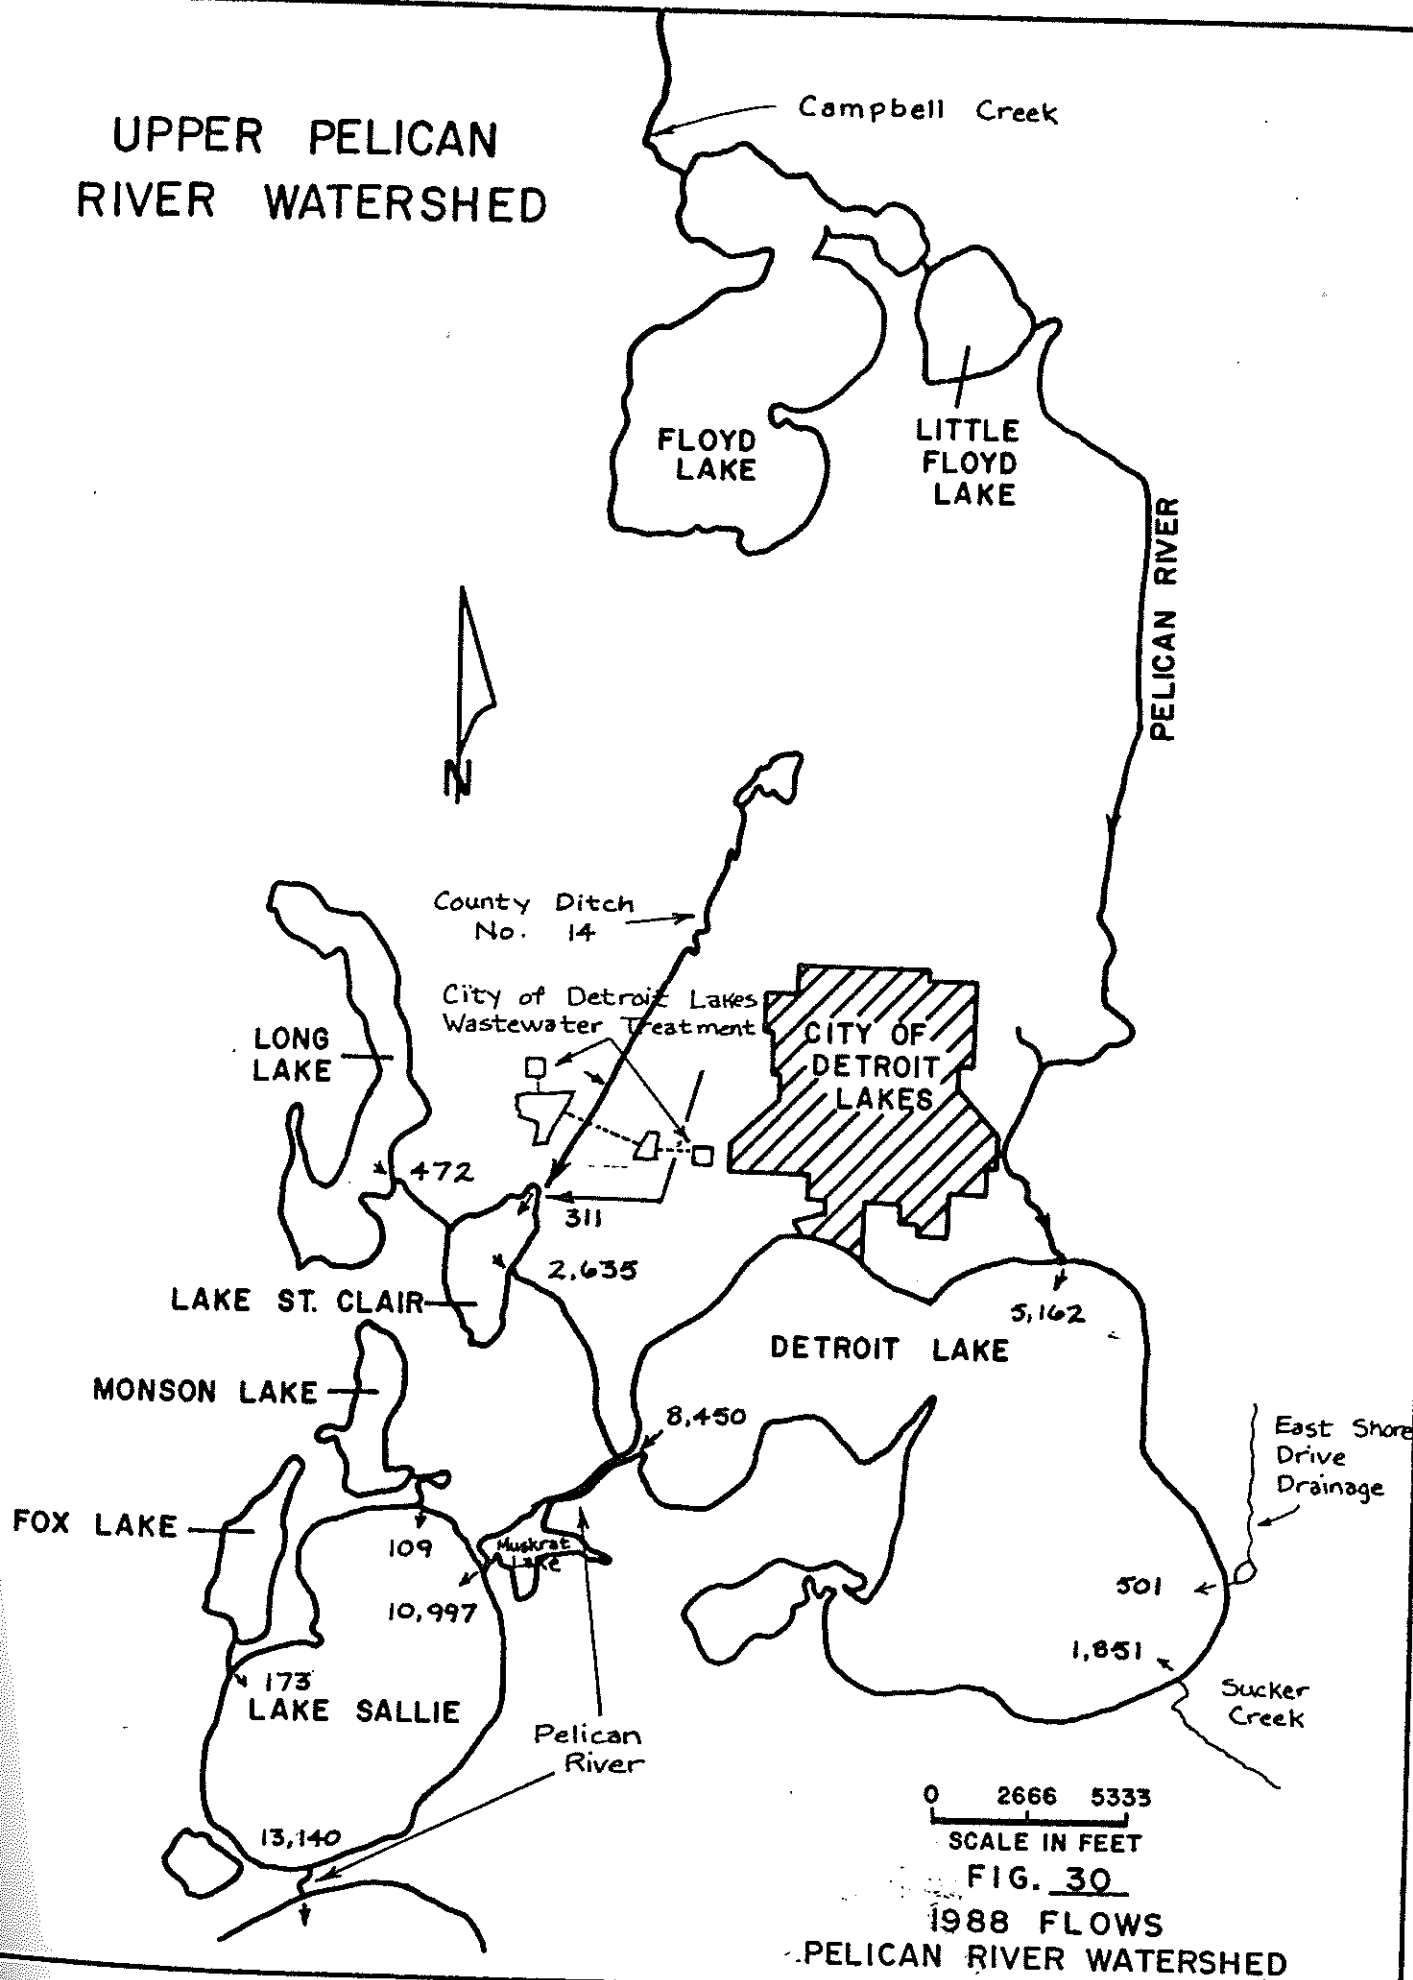 UPPER PELICAN
RIVER WATERSHED
Campbell Creek
FLOYD
LAKE
LITTLE
FLOYD
LAKE
PELICAN RIVER
N
County Ditch
No. 14
City of Detroit Lakes
Wastewater Treatment
CITY OF
DETROIT
LAKES
LONG
LAKE
472
311
2,635
LAKE ST. CLAIR
5,162
DETROIT LAKE
MONSON LAKE
8,450
East Shore
Drive
Drainage
FOX LAKE
109
Muskrat
Lake
10,997
501
1,851
173
LAKE SALLIE
Sucker
Creek
Pelican
River
13,140
0 2666 5333
SCALE IN FEET
FIG. 30
1988 FLOWS
PELICAN RIVER WATERSHED